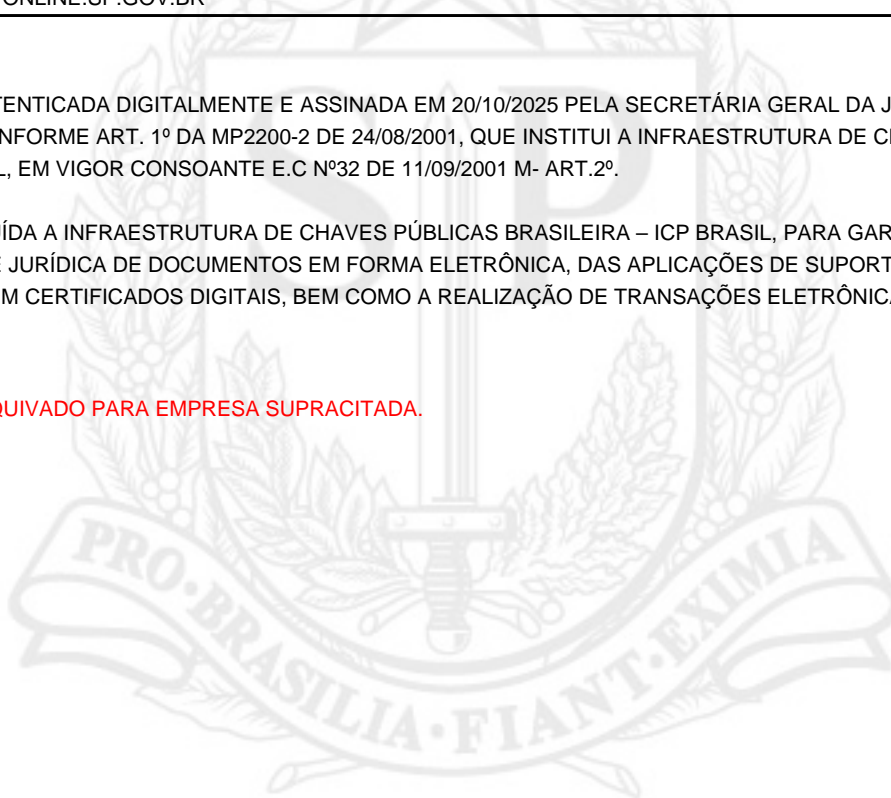 ONLINE.SP.GOV.BR
TENTICADA DIGITALMENTE E ASSINADA EM 20/10/2025 PELA SECRETÁRIA GERAL DA J
NFORME ART. 1º DA MP2200-2 DE 24/08/2001, QUE INSTITUI A INFRAESTRUTURA DE C
L, EM VIGOR CONSOANTE E.C Nº32 DE 11/09/2001 M- ART.2º.
ÍDA A INFRAESTRUTURA DE CHAVES PÚBLICAS BRASILEIRA – ICP BRASIL, PARA GAR
E JURÍDICA DE DOCUMENTOS EM FORMA ELETRÔNICA, DAS APLICAÇÕES DE SUPORT
M CERTIFICADOS DIGITAIS, BEM COMO A REALIZAÇÃO DE TRANSAÇÕES ELETRÔNICA
QUIVADO PARA EMPRESA SUPRACITADA.
SP
PRO·BRASILIA·FIANT·EXIMIA